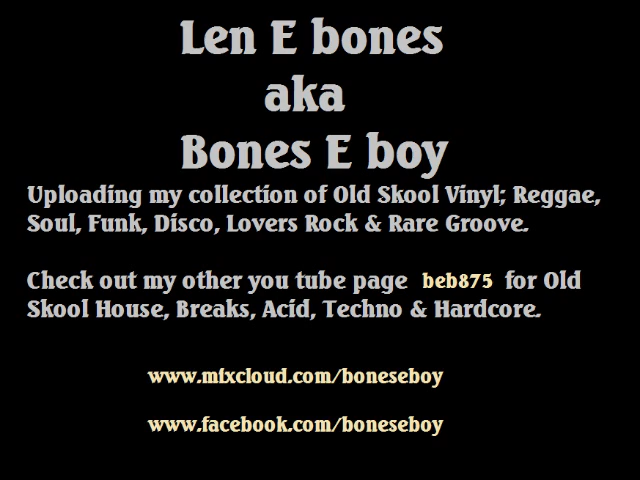 Len E bones
aka
Bones E boy
Uploading my collection of Old Skool Vinyl; Reggae,
Soul, Funk, Disco, Lovers Rock & Rare Groove.
Check out my other you tube page beb875 for Old
Skool House, Breaks, Acid, Techno & Hardcore.
www.mixcloud.com/boneseboy
www.facebook.com/boneseboy